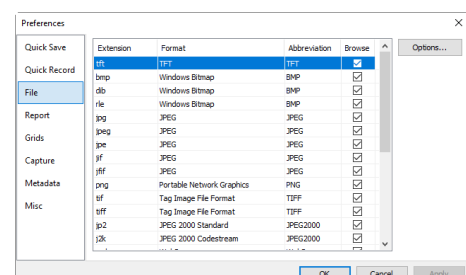 Preferences
Quick Save
Quick Record
File
Report
Grids
Capture
Metadata
Misc
Extension Format Abbreviation Browse
tft TFT TFT
bmp Windows Bitmap BMP
dib Windows Bitmap BMP
rle Windows Bitmap BMP
jpg JPEG JPEG
jpeg JPEG JPEG
jpe JPEG JPEG
jif JPEG JPEG
jfif JPEG JPEG
png Portable Network Graphics PNG
tif Tag Image File Format TIFF
tiff Tag Image File Format TIFF
jp2 JPEG 2000 Standard JPEG2000
j2k JPEG 2000 Codestream JPEG2000
Options...
OK Cancel Apply